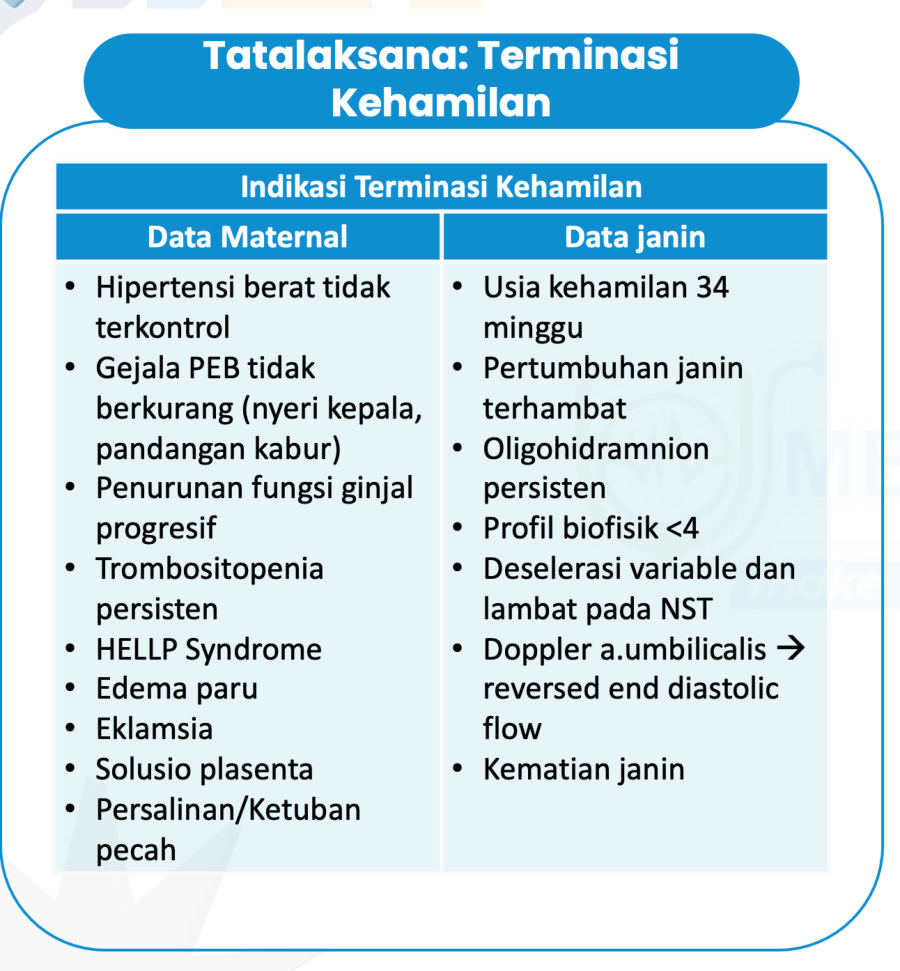 Tatalaksana: Terminasi
Kehamilan
Indikasi Terminasi Kehamilan
Data Maternal
• Hipertensi berat tidak
terkontrol
• Gejala PEB tidak
berkurang (nyeri kepala,
pandangan kabur)
• Penurunan fungsi ginjal
progresif
• Trombositopenia
persisten
• HELLP Syndrome
• Edema paru
• Eklamsia
• Solusio plasenta
• Persalinan/Ketuban
pecah
Data janin
• Usia kehamilan 34
minggu
• Pertumbuhan janin
terhambat
• Oligohidramnion
persisten
• Profil biofisik <4
• Deselerasi variable dan
lambat pada NST
• Doppler a.umbilicalis →
reversed end diastolic
flow
• Kematian janin